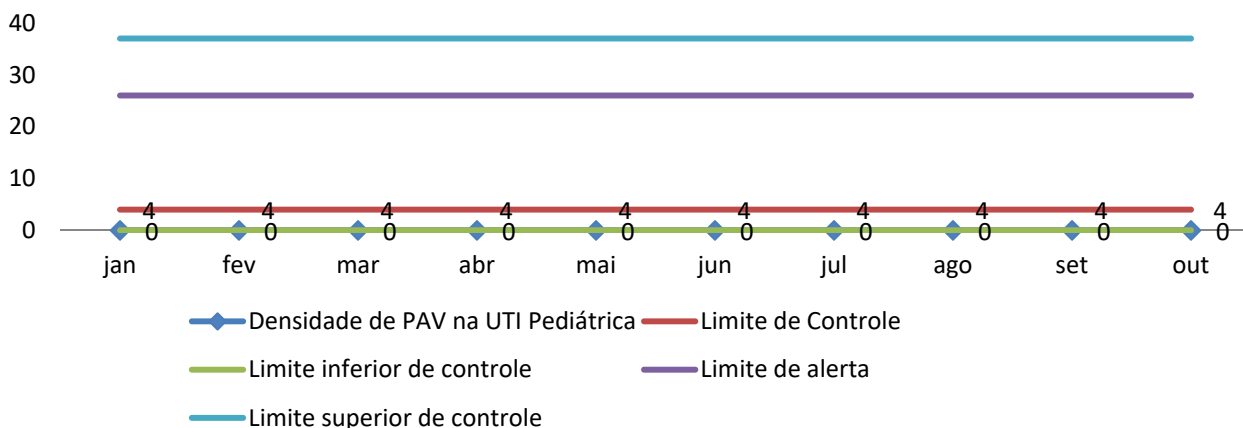 40
30
20
10
0
4 4 4 4 4 4 4 4 4 4
0 0 0 0 0 0 0 0 0 0
jan fev mar abr mai jun jul ago set out
Densidade de PAV na UTI Pediátrica Limite de Controle
Limite inferior de controle Limite de alerta
Limite superior de controle